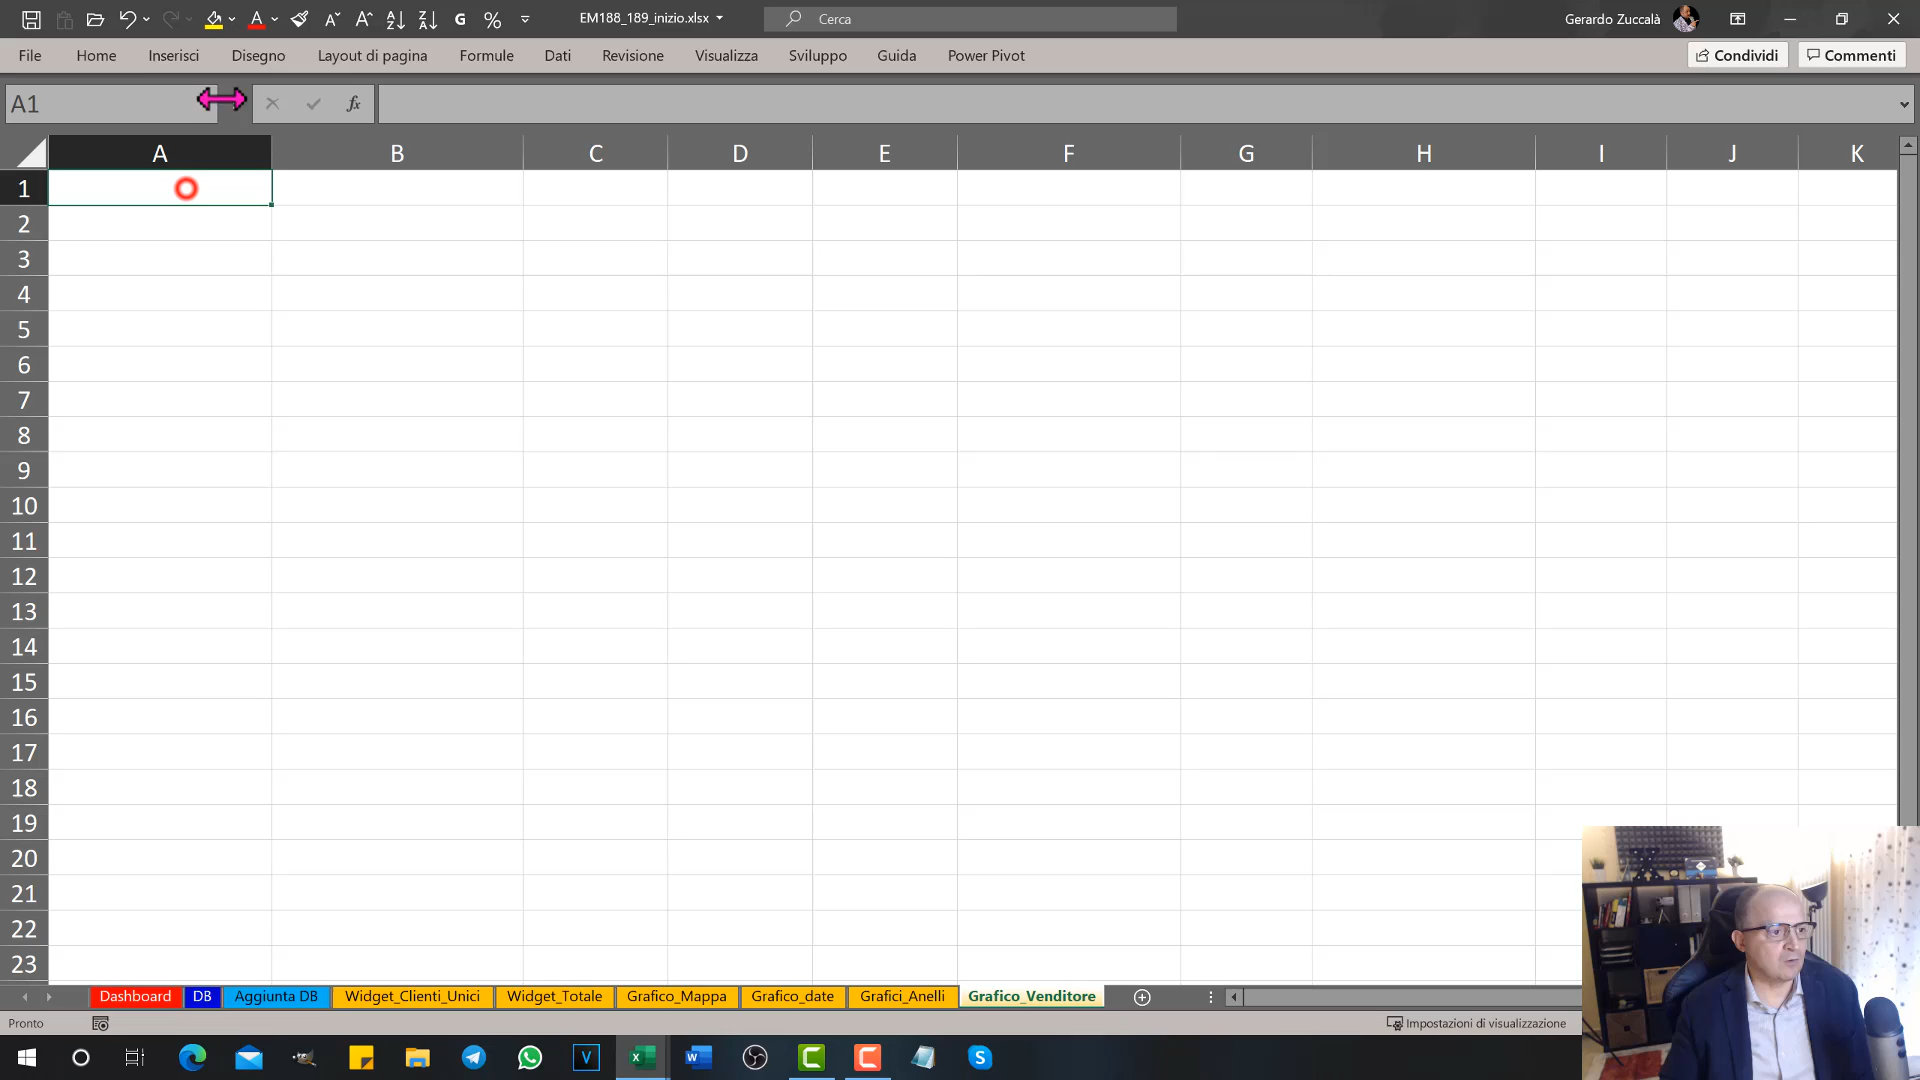 EM188_189_inizio.xlsx
Cerca
Gerardo Zuccalà
File Home Inserisci Disegno Layout di pagina Formule Dati Revisione Visualizza Sviluppo Guida Power Pivot Condividi Commenti
A1 fx
A B C D E F G H I J K
1
2
3
4
5
6
7
8
9
10
11
12
13
14
15
16
17
18
19
20
21
22
23
Dashboard DB Aggiunta DB Widget_Clienti_Unici Widget_Totale Grafico_Mappa Grafico_date Grafici_Anelli Grafico_Venditore
Pronto Impostazioni di visualizzazione